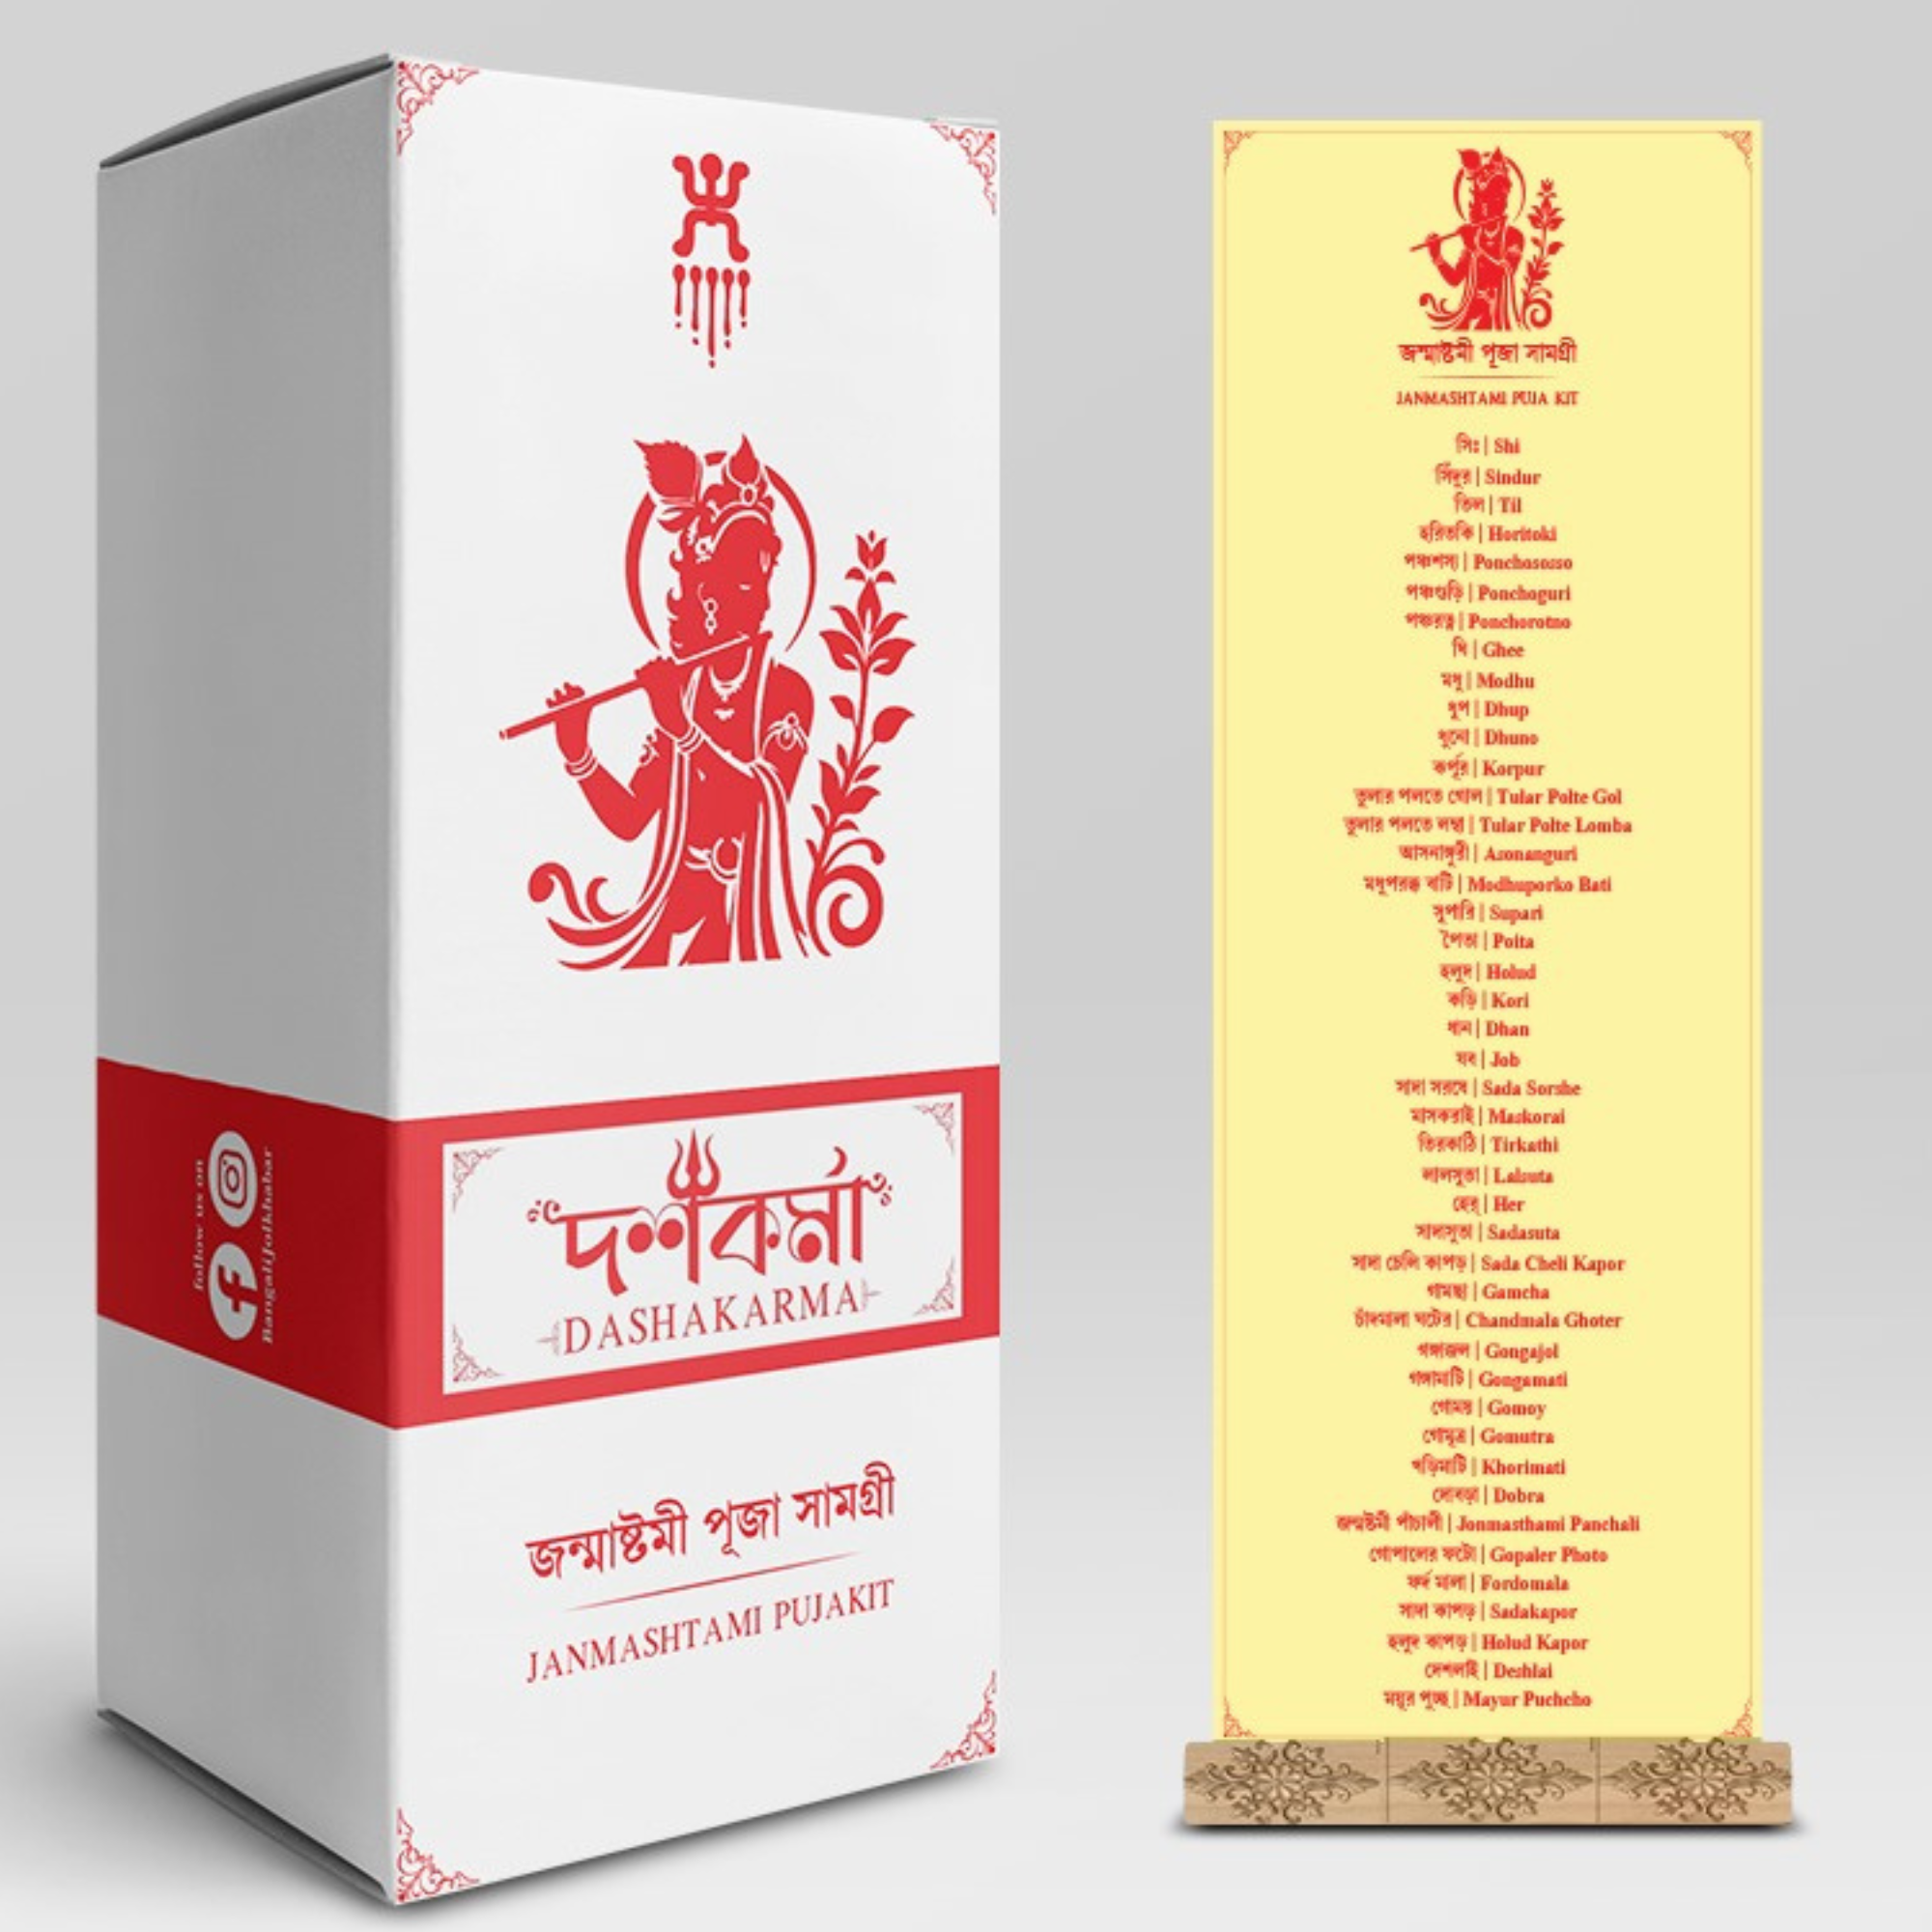 follow us on
Bangalijolkhabar
দশকর্মা
DASHAKARMA
জন্মাষ্টমী পূজা সামগ্রী
JANMASHTAMI PUJAKIT
জন্মাষ্টমী পূজা সামগ্রী
JANMASHTAMI PUJA KIT
সিঃ | Shi
সিঁদুর | Sindur
তিল | Til
হরিতকি | Horitoki
পঞ্চশস্য | Ponchososso
পঞ্চগুড়ি | Ponchoguri
পঞ্চরত্ন | Ponchorotno
ঘি | Ghee
মধু | Modhu
ধুপ | Dhup
ধুনো | Dhuno
কর্পূর | Korpur
তুলার পলতে গোল | Tular Polte Gol
তুলার পলতে লম্বা | Tular Polte Lomba
আসনাঙ্গুরী | Asonanguri
মধুপরক্ক বাটি | Modhuporko Bati
সুপারি | Supari
পৈতা | Poita
হলুদ | Holud
কড়ি | Kori
ধান | Dhan
যব | Job
সাদা সরষে | Sada Sorshe
মাসকরাই | Maskorai
তিরকাঠি | Tirkathi
লালসুতা | Lalsuta
হের্ | Her
সাদাসুতা | Sadasuta
সাদা চেলি কাপড় | Sada Cheli Kapor
গামছা | Gamcha
চাঁদমালা ঘটের | Chandmala Ghoter
গঙ্গাজল | Gongajol
গঙ্গামাটি | Gongamati
গোময় | Gomoy
গোমূত্র | Gomutra
খড়িমাটি | Khorimati
দোবড়া | Dobra
জন্মষ্টমী পাঁচালী | Jonmasthami Panchali
গোপালের ফটো | Gopaler Photo
ফর্দ মালা | Fordomala
সাদা কাপড় | Sadakapor
হলুদ কাপড় | Holud Kapor
দেশলাই | Deshlai
ময়ূর পুচ্ছ | Mayur Puchcho